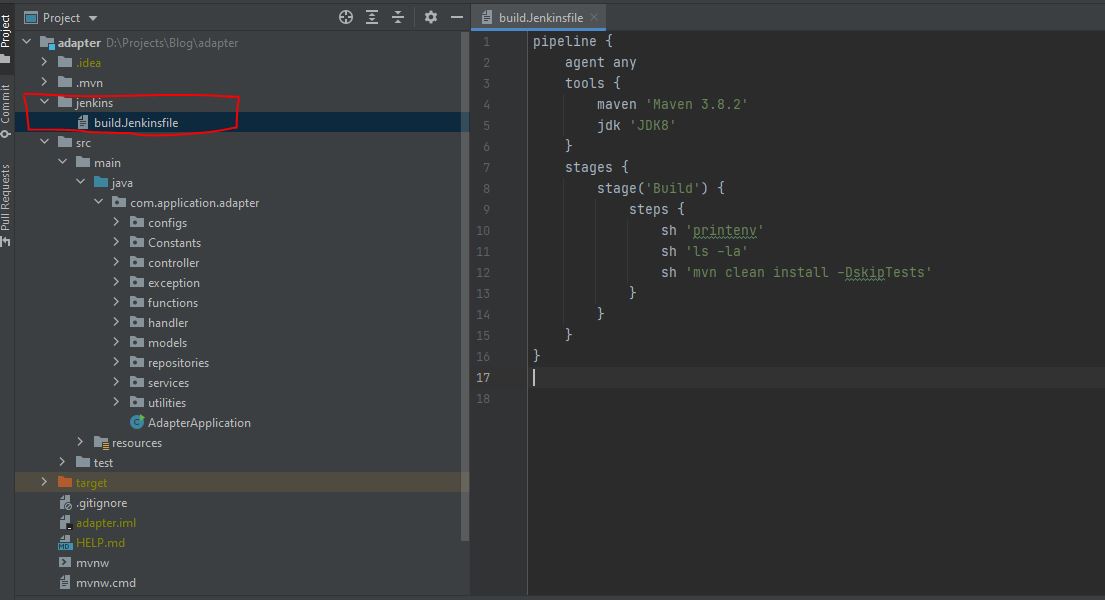 Project
Commit
Pull Requests
Project
adapter D:\Projects\Blog\adapter
.idea
.mvn
jenkins
build.Jenkinsfile
src
main
java
com.application.adapter
configs
Constants
controller
exception
functions
handler
models
repositories
services
utilities
AdapterApplication
resources
test
target
.gitignore
adapter.iml
HELP.md
mvnw
mvnw.cmd
build.Jenkinsfile
1 pipeline {
2 agent any
3 tools {
4 maven 'Maven 3.8.2'
5 jdk 'JDK8'
6 }
7 stages {
8 stage('Build') {
9 steps {
10 sh 'printenv'
11 sh 'ls -la'
12 sh 'mvn clean install -DskipTests'
13 }
14 }
15 }
16 }
17
18